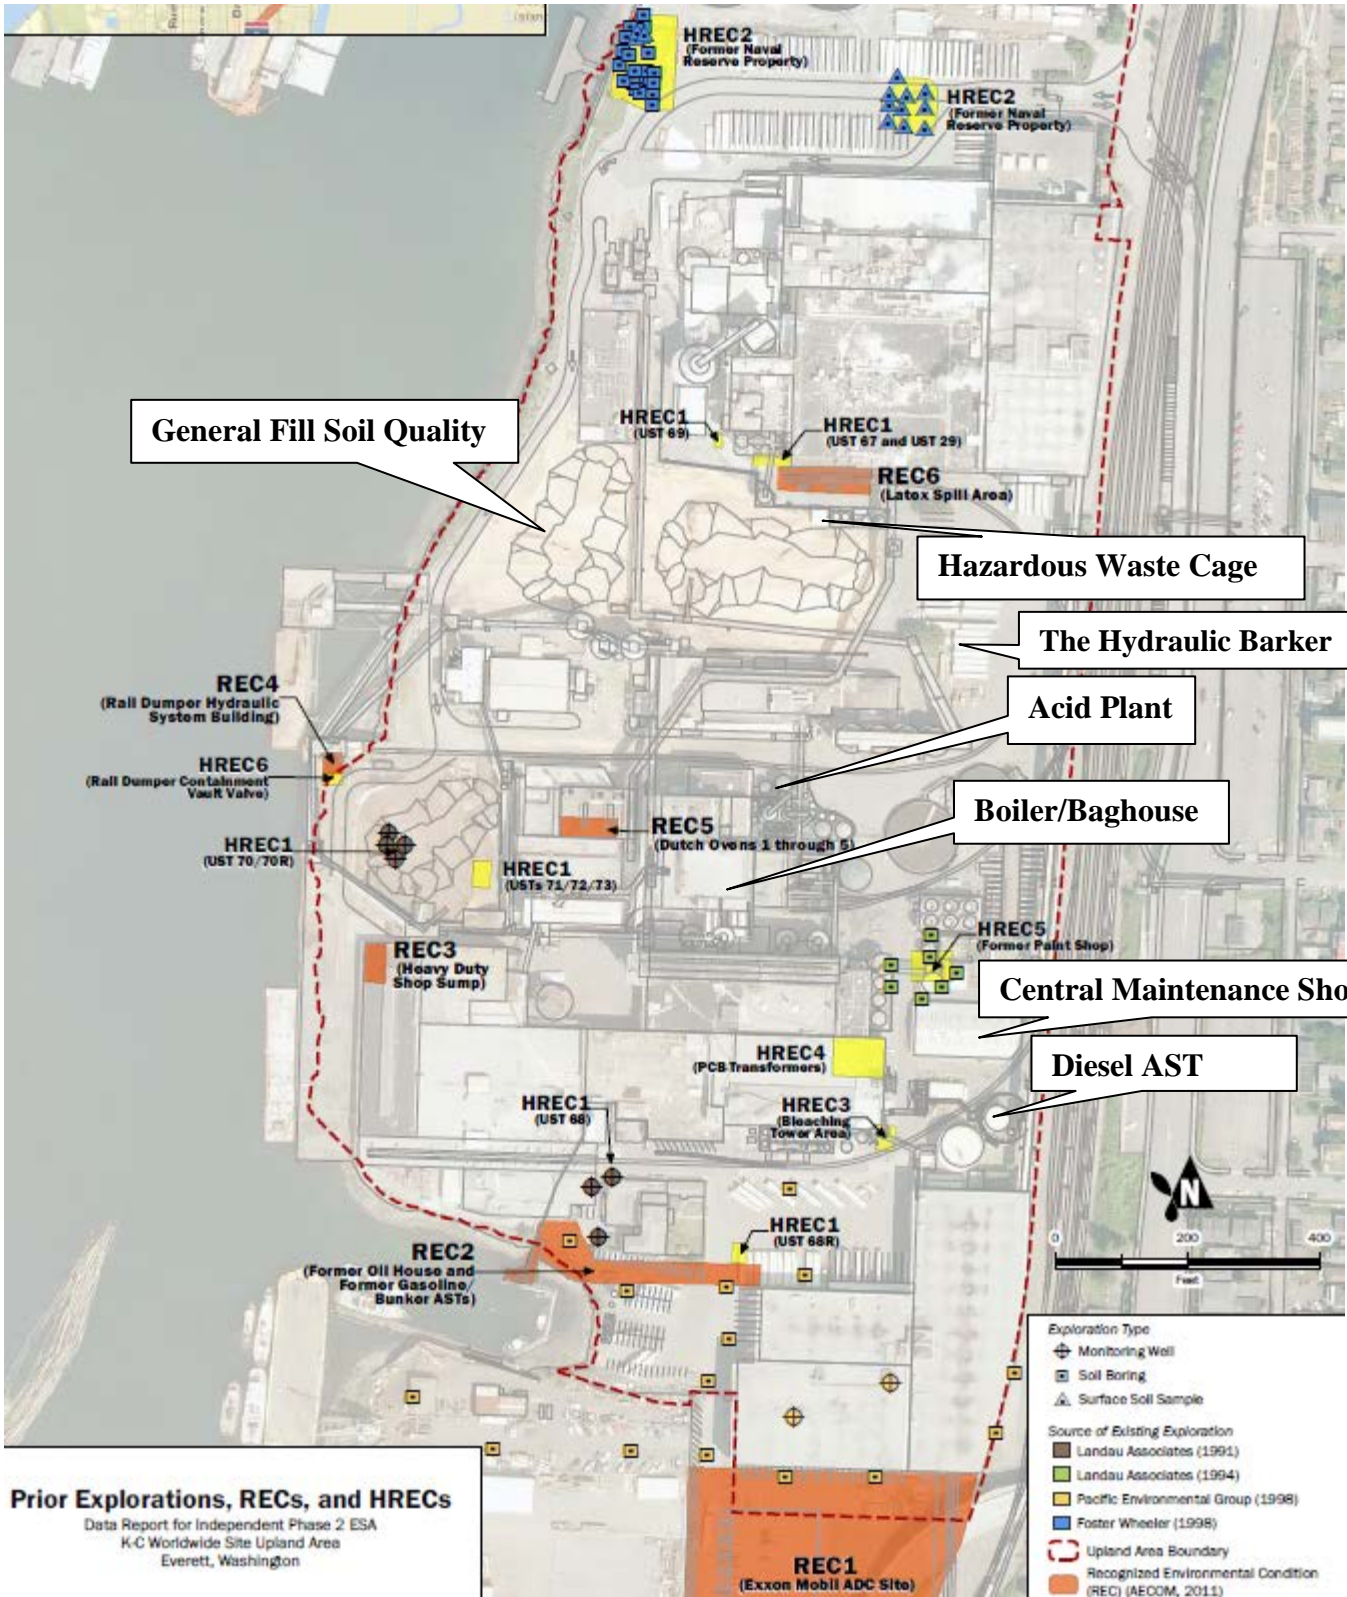 HREC2
(Former Naval
Reserve Property)
HREC2
(Former Naval
Reserve Property)
General Fill Soil Quality
HREC1
(UST 69)
HREC1
(UST 67 and UST 29)
REC6
(Latex Spill Area)
Hazardous Waste Cage
The Hydraulic Barker
REC4
(Rail Dumper Hydraulic
System Building)
Acid Plant
HREC6
(Rail Dumper Containment
Vault Valve)
Boiler/Baghouse
REC5
(Dutch Ovens 1 through 5)
HREC1
(UST 70/70R)
HREC1
(USTs 71/72/73)
HREC5
(Former Paint Shop)
REC3
(Heavy Duty
Shop Sump)
Central Maintenance Sho
HREC4
(PCB Transformers)
Diesel AST
HREC1
(UST 68)
HREC3
(Bleaching
Tower Area)
N
HREC1
(UST 68R)
REC2
(Former Oil House and
Former Gasoline/
Bunker ASTs)
0 200 400
Feet
Exploration Type
Monitoring Well
Soil Boring
Surface Soil Sample
Source of Existing Exploration
Landau Associates (1991)
Landau Associates (1994)
Pacific Environmental Group (1998)
Foster Wheeler (1998)
Upland Area Boundary
Recognized Environmental Condition
(REC) (AECOM, 2011)
Prior Explorations, RECs, and HRECs
Data Report for Independent Phase 2 ESA
K-C Worldwide Site Upland Area
Everett, Washington
REC1
(Exxon Mobil ADC Site)